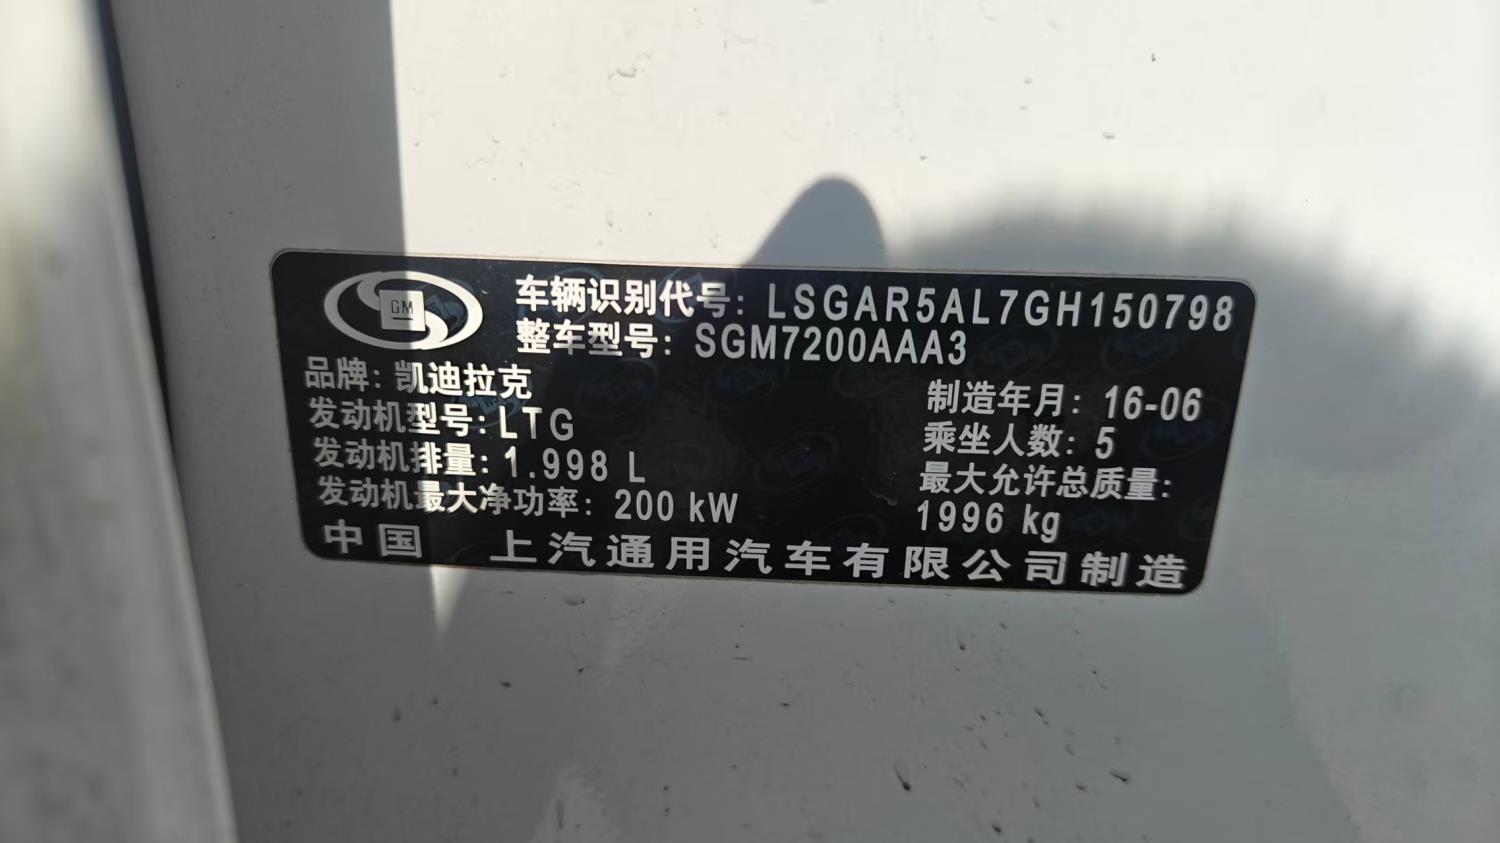 GM
车辆识别代号: LSGAR5AL7GH150798
整车型号: SGM7200AAA3
品牌: 凯迪拉克
制造年月: 16-06
发动机型号: LTG
乘坐人数: 5
发动机排量: 1.998 L
最大允许总质量:
1996 kg
发动机最大净功率: 200 kW
中国 上汽通用汽车有限公司制造